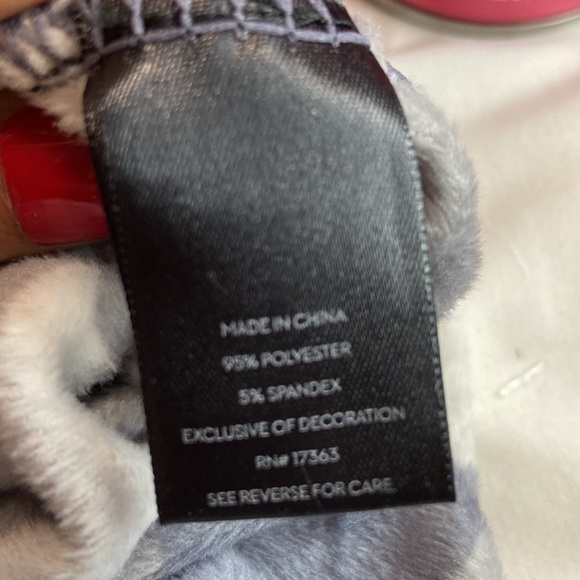 MADE IN CHINA
95% POLYESTER
5% SPANDEX
EXCLUSIVE OF DECORATION
RN# 17363
SEE REVERSE FOR CARE